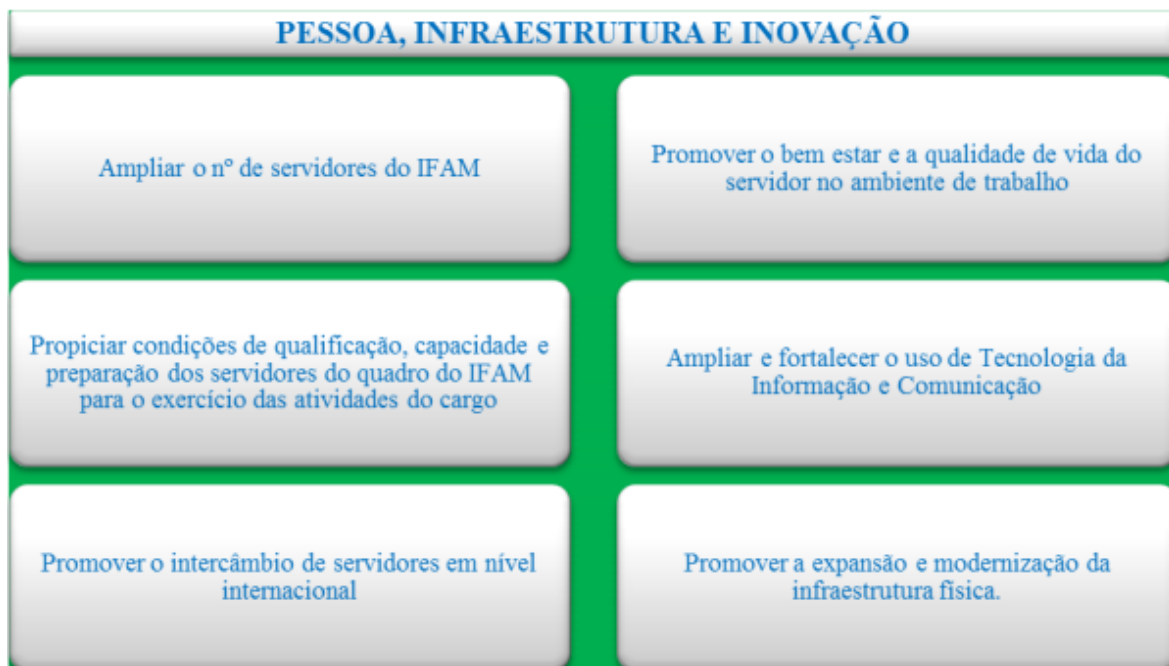 PESSOA, INFRAESTRUTURA E INOVAÇÃO
Ampliar o nº de servidores do IFAM
Promover o bem estar e a qualidade de vida do
servidor no ambiente de trabalho
Propiciar condições de qualificação, capacidade e
preparação dos servidores do quadro do IFAM
para o exercício das atividades do cargo
Ampliar e fortalecer o uso de Tecnologia da
Informação e Comunicação
Promover o intercâmbio de servidores em nível
internacional
Promover a expansão e modernização da
infraestrutura física.